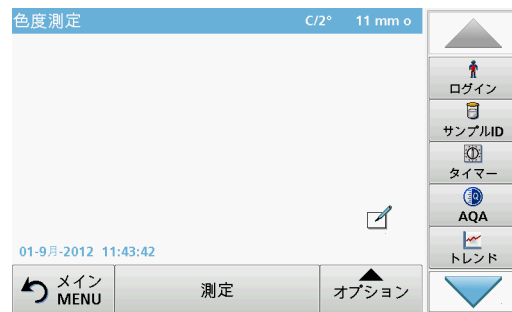 色度測定 C/2° 11 mm o
ログイン
サンプルID
タイマー
AQA
トレンド
01-9月-2012 11:43:42
メイン
MENU
測定
オプション